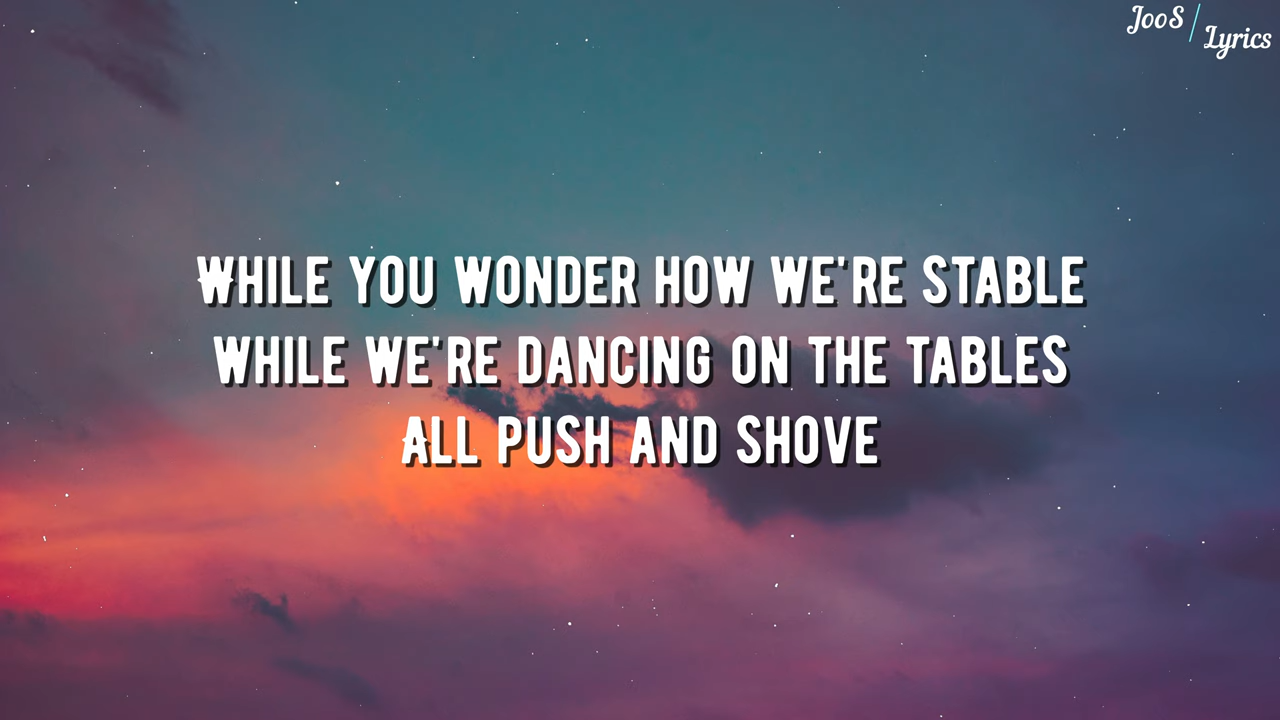 JooS / Lyrics
WHILE YOU WONDER HOW WE'RE STABLE
WHILE WE'RE DANCING ON THE TABLES
ALL PUSH AND SHOVE